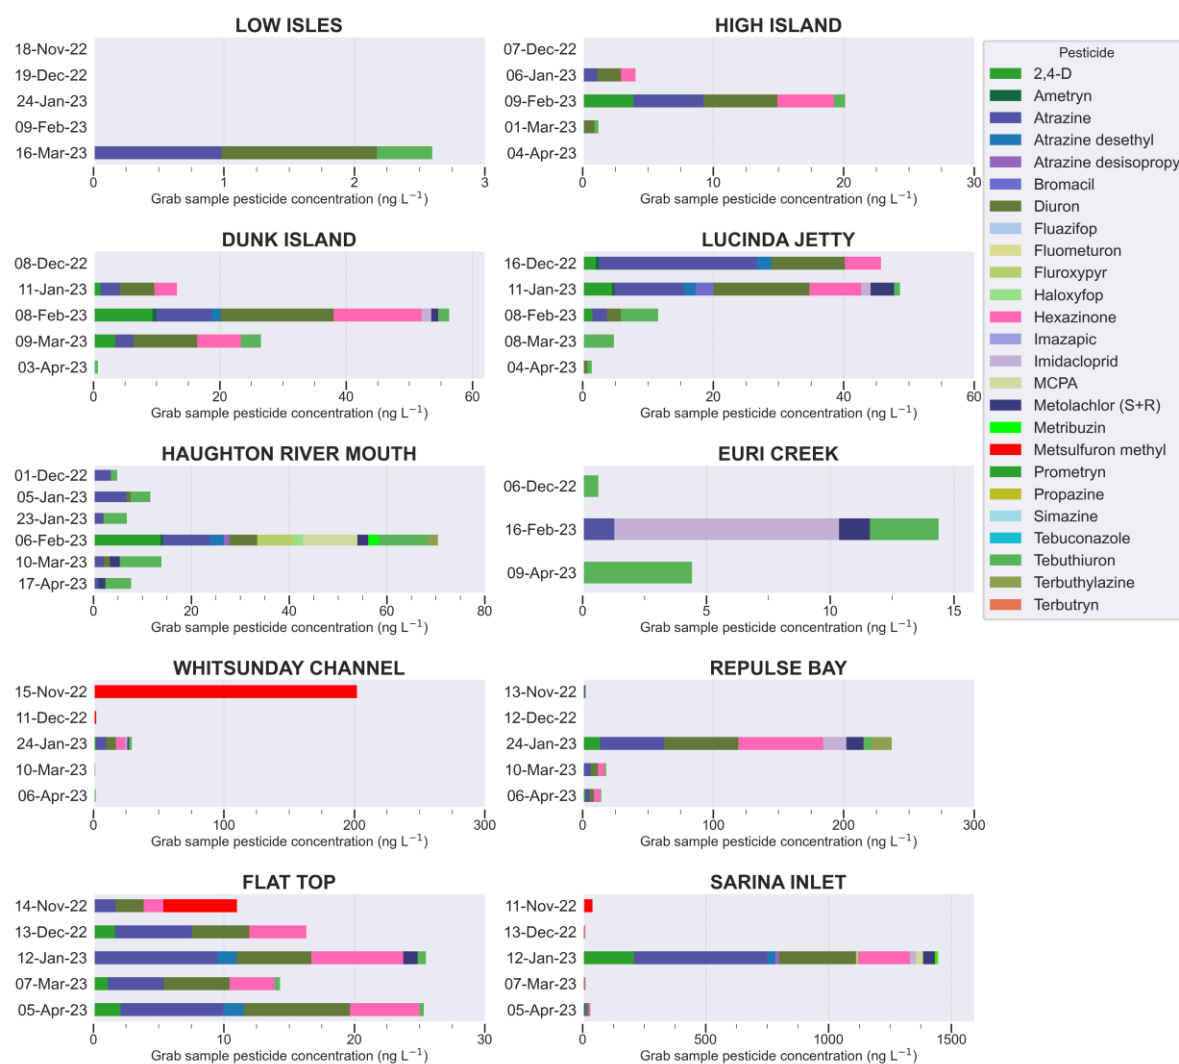 LOW ISLES
18-Nov-22
19-Dec-22
24-Jan-23
09-Feb-23
16-Mar-23
0 1 2 3
Grab sample pesticide concentration (ng L⁻¹)
HIGH ISLAND
07-Dec-22
06-Jan-23
09-Feb-23
01-Mar-23
04-Apr-23
0 10 20 30
Grab sample pesticide concentration (ng L⁻¹)
DUNK ISLAND
08-Dec-22
11-Jan-23
08-Feb-23
09-Mar-23
03-Apr-23
0 20 40 60
Grab sample pesticide concentration (ng L⁻¹)
LUCINDA JETTY
16-Dec-22
11-Jan-23
08-Feb-23
08-Mar-23
04-Apr-23
0 20 40 60
Grab sample pesticide concentration (ng L⁻¹)
HAUGHTON RIVER MOUTH
01-Dec-22
05-Jan-23
23-Jan-23
06-Feb-23
10-Mar-23
17-Apr-23
0 20 40 60 80
Grab sample pesticide concentration (ng L⁻¹)
EURI CREEK
06-Dec-22
16-Feb-23
09-Apr-23
0 5 10 15
Grab sample pesticide concentration (ng L⁻¹)
WHITSUNDAY CHANNEL
15-Nov-22
11-Dec-22
24-Jan-23
10-Mar-23
06-Apr-23
0 100 200 300
Grab sample pesticide concentration (ng L⁻¹)
REPULSE BAY
13-Nov-22
12-Dec-22
24-Jan-23
10-Mar-23
06-Apr-23
0 100 200 300
Grab sample pesticide concentration (ng L⁻¹)
FLAT TOP
14-Nov-22
13-Dec-22
12-Jan-23
07-Mar-23
05-Apr-23
0 10 20 30
Grab sample pesticide concentration (ng L⁻¹)
SARINA INLET
11-Nov-22
13-Dec-22
12-Jan-23
07-Mar-23
05-Apr-23
0 500 1000 1500
Grab sample pesticide concentration (ng L⁻¹)
Pesticide
2,4-D
Ametryn
Atrazine
Atrazine desethyl
Atrazine desisopropy
Bromacil
Diuron
Fluazifop
Fluometuron
Fluroxypyr
Haloxyfop
Hexazinone
Imazapic
Imidacloprid
MCPA
Metolachlor (S+R)
Metribuzin
Metsulfuron methyl
Prometryn
Propazine
Simazine
Tebuconazole
Tebuthiuron
Terbuthylazine
Terbutryn